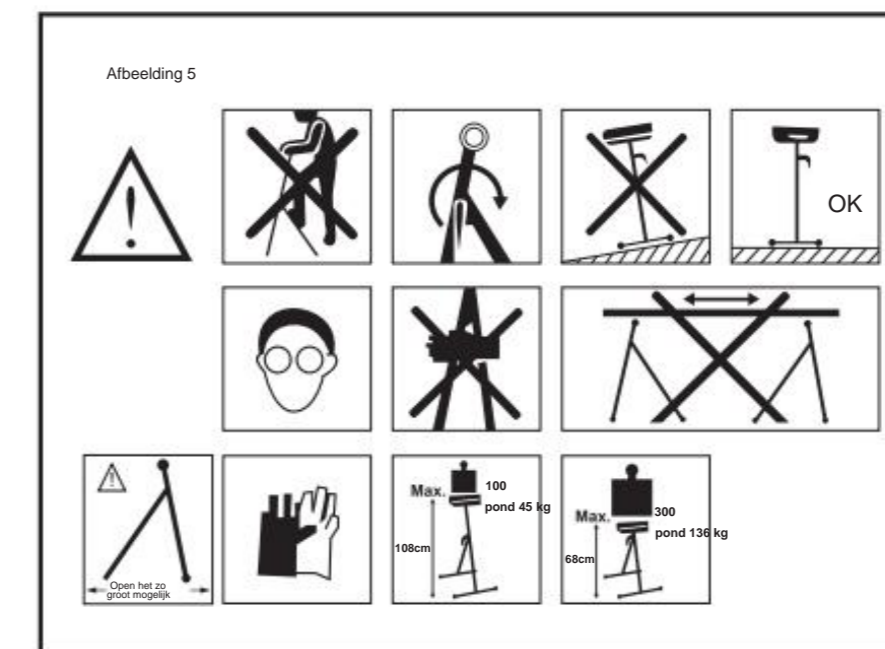 Afbeelding 5
OK
Open het zo
groot mogelijk
Max.
100
pond 45 kg
108cm
Max.
300
pond 136 kg
68cm